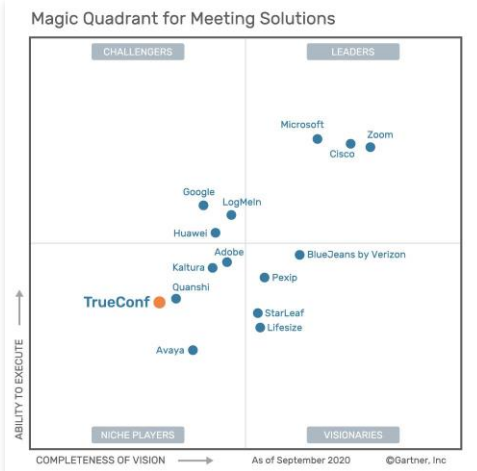 Magic Quadrant for Meeting Solutions
CHALLENGERS
LEADERS
Microsoft
Zoom
Cisco
Google
LogMeIn
Huawei
Adobe
BlueJeans by Verizon
Kaltura
Pexip
Quanshi
TrueConf
StarLeaf
Lifesize
Avaya
ABILITY TO EXECUTE
NICHE PLAYERS
VISIONARIES
COMPLETENESS OF VISION
As of September 2020
©Gartner, Inc